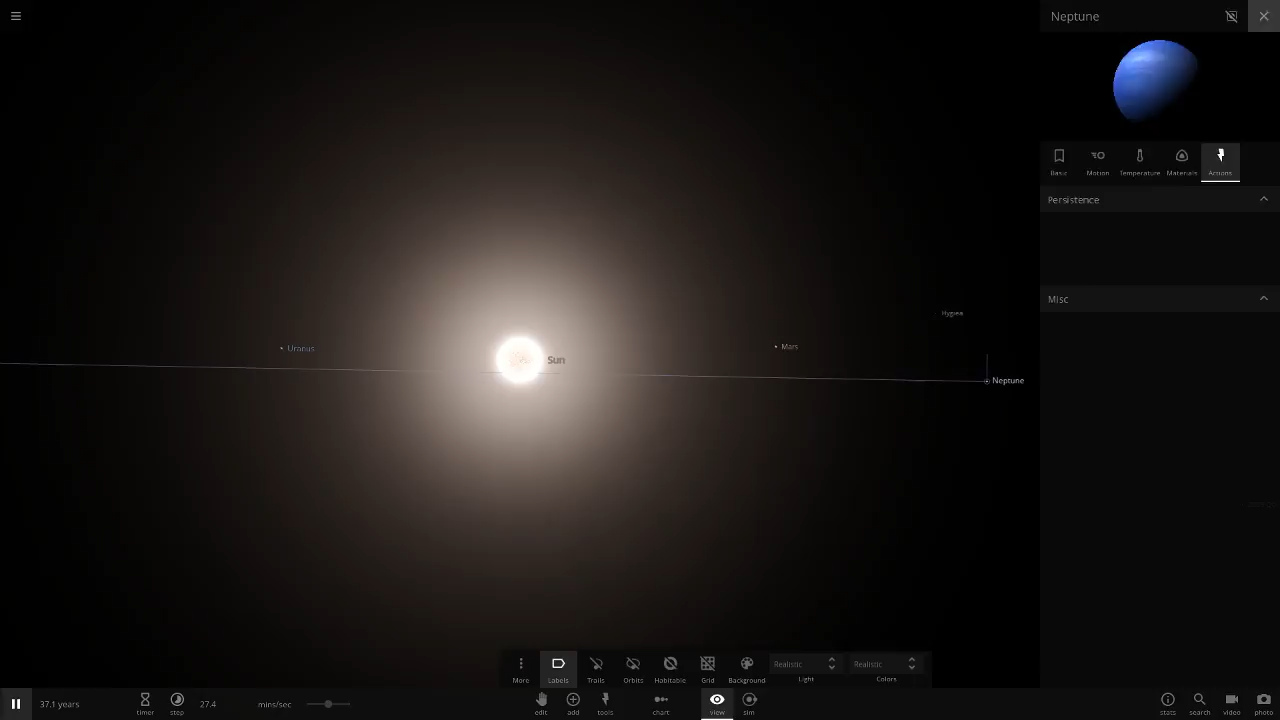 Neptune
Basic
Motion
Temperature
Materials
Actions
Persistence
Misc
Hygiea
Uranus
Mars
Sun
Neptune
More
Labels
Trails
Orbits
Habitable
Grid
Background
Realistic
Light
Realistic
Colors
37.1 years
timer
step
27.4
mins/sec
edit
add
tools
chart
view
sim
stats
search
video
photo